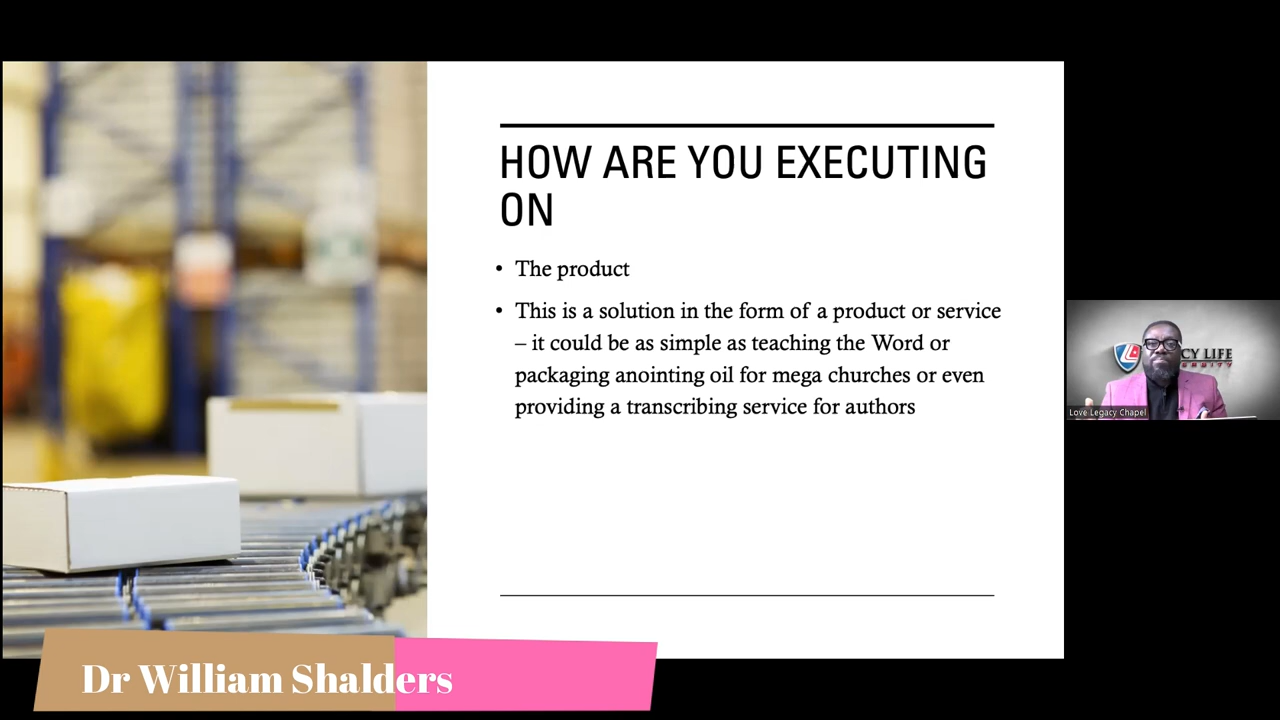 HOW ARE YOU EXECUTING
ON
• The product
• This is a solution in the form of a product or service
– it could be as simple as teaching the Word or
packaging anointing oil for mega churches or even
providing a transcribing service for authors
CY LIFE
Love Legacy Chapel
Dr William Shalders